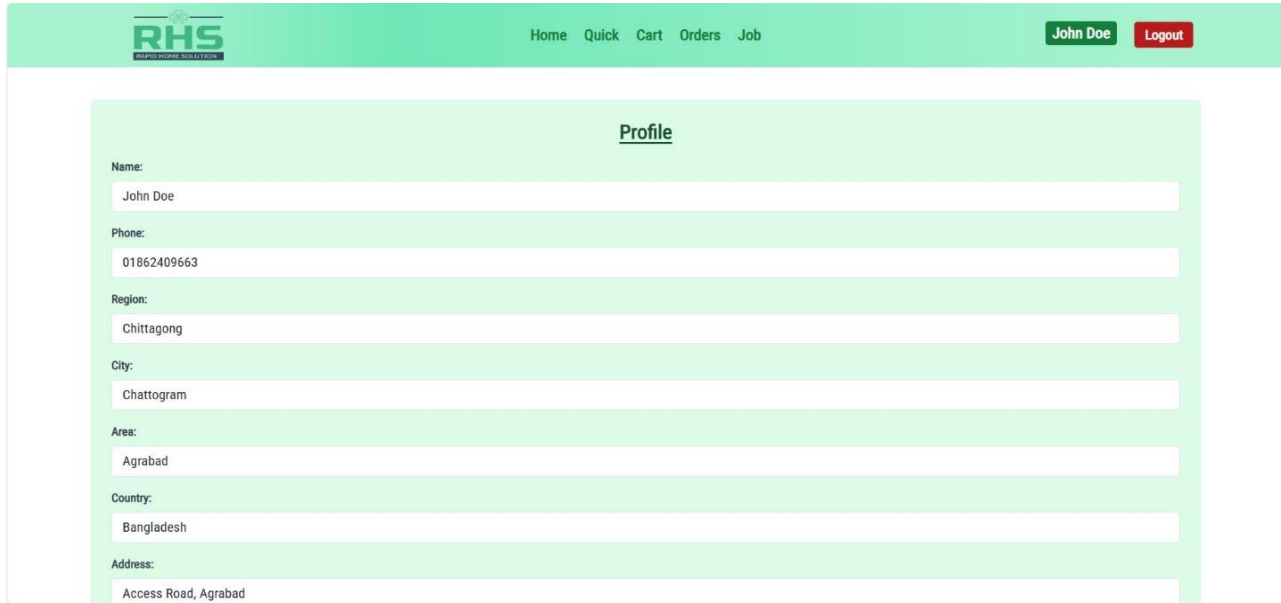 RHS
RAPID HOME SOLUTION
Home Quick Cart Orders Job
John Doe
Logout
Profile
Name:
John Doe
Phone:
01862409663
Region:
Chittagong
City:
Chattogram
Area:
Agrabad
Country:
Bangladesh
Address:
Access Road, Agrabad